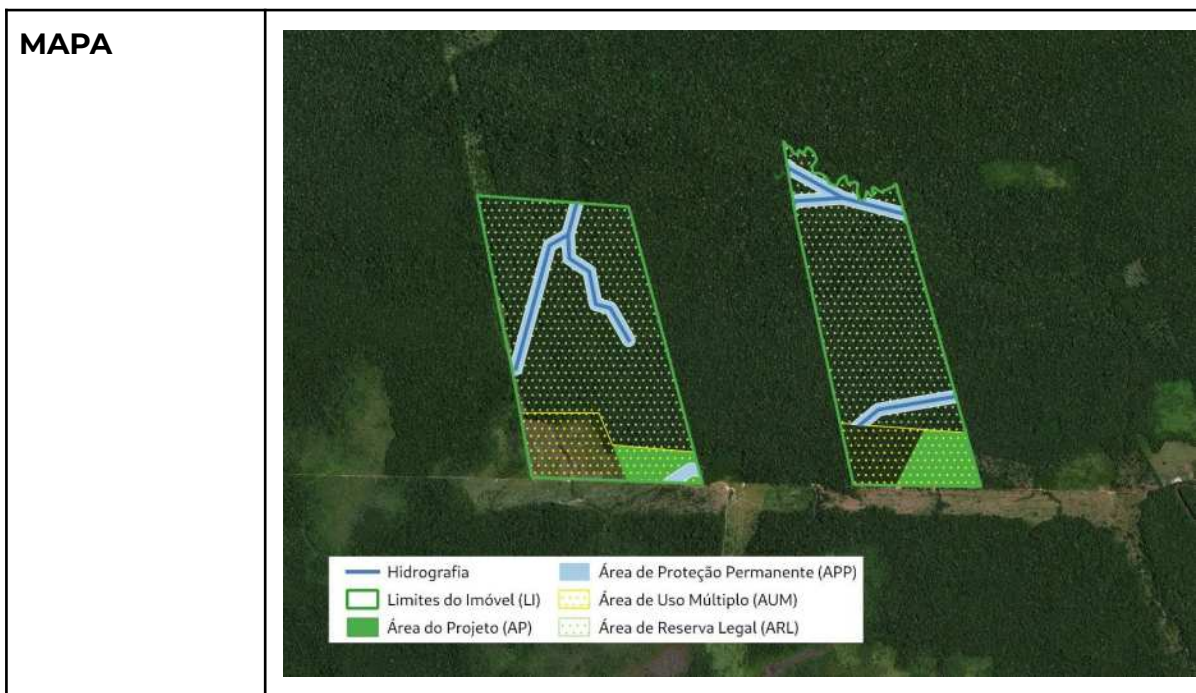 MAPA
Hidrografia
Limites do Imóvel (LI)
Área do Projeto (AP)
Área de Proteção Permanente (APP)
Área de Uso Múltiplo (AUM)
Área de Reserva Legal (ARL)